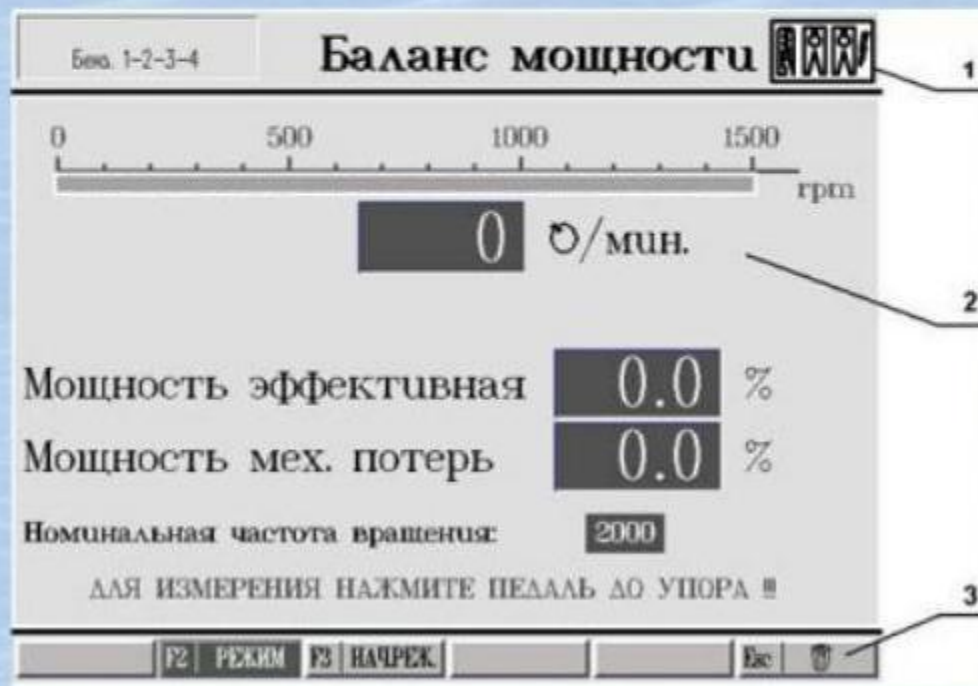 Бенз. 1-2-3-4
Баланс мощности
1
0 500 1000 1500
rpm
0 /мин.
2
Мощность эффективная 0.0 %
Мощность мех. потерь 0.0 %
Номинальная частота вращения: 2000
ДЛЯ ИЗМЕРЕНИЯ НАЖМИТЕ ПЕДАЛЬ ДО УПОРА !!!
3
F2 РЕЖИМ F3 НАЧ.РЕЖ. Esc